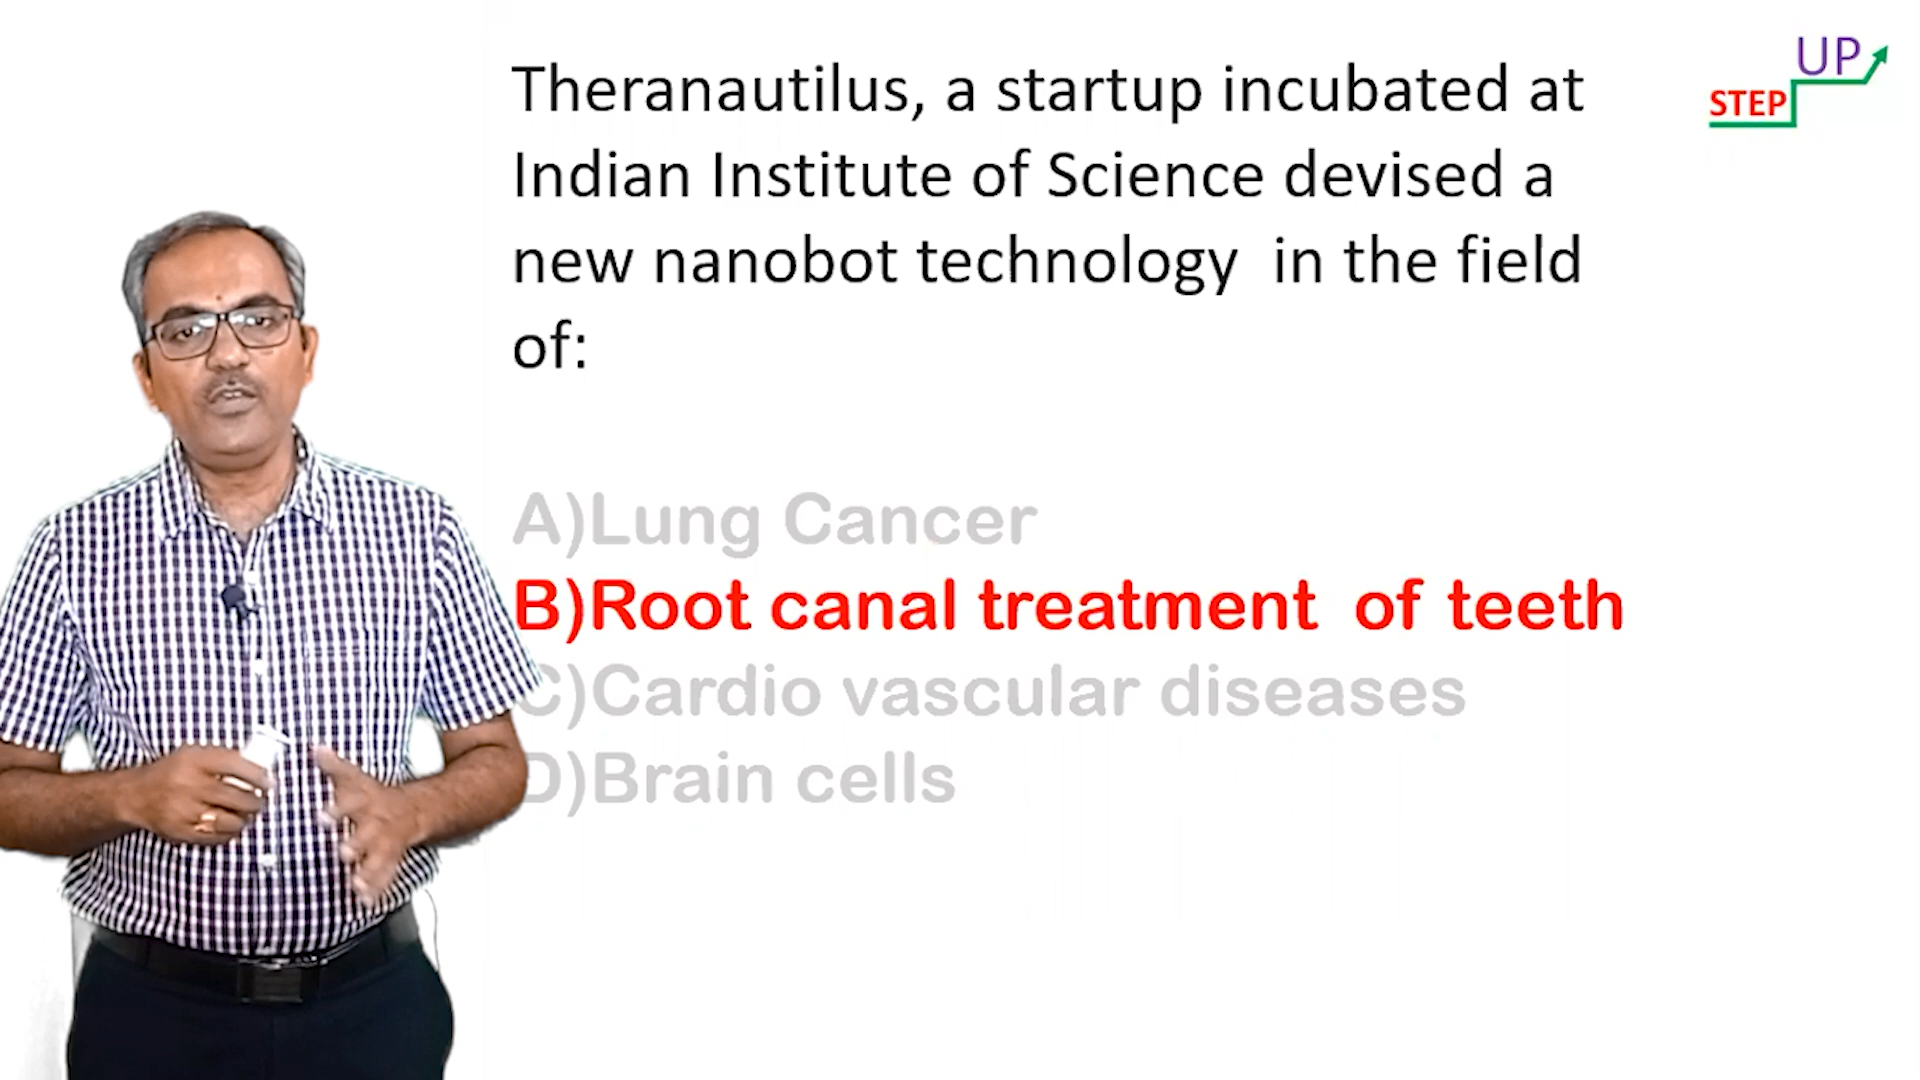 UP
STEP
Theranautilus, a startup incubated at
Indian Institute of Science devised a
new nanobot technology in the field
of:
A)Lung Cancer
B)Root canal treatment of teeth
C)Cardio vascular diseases
D)Brain cells